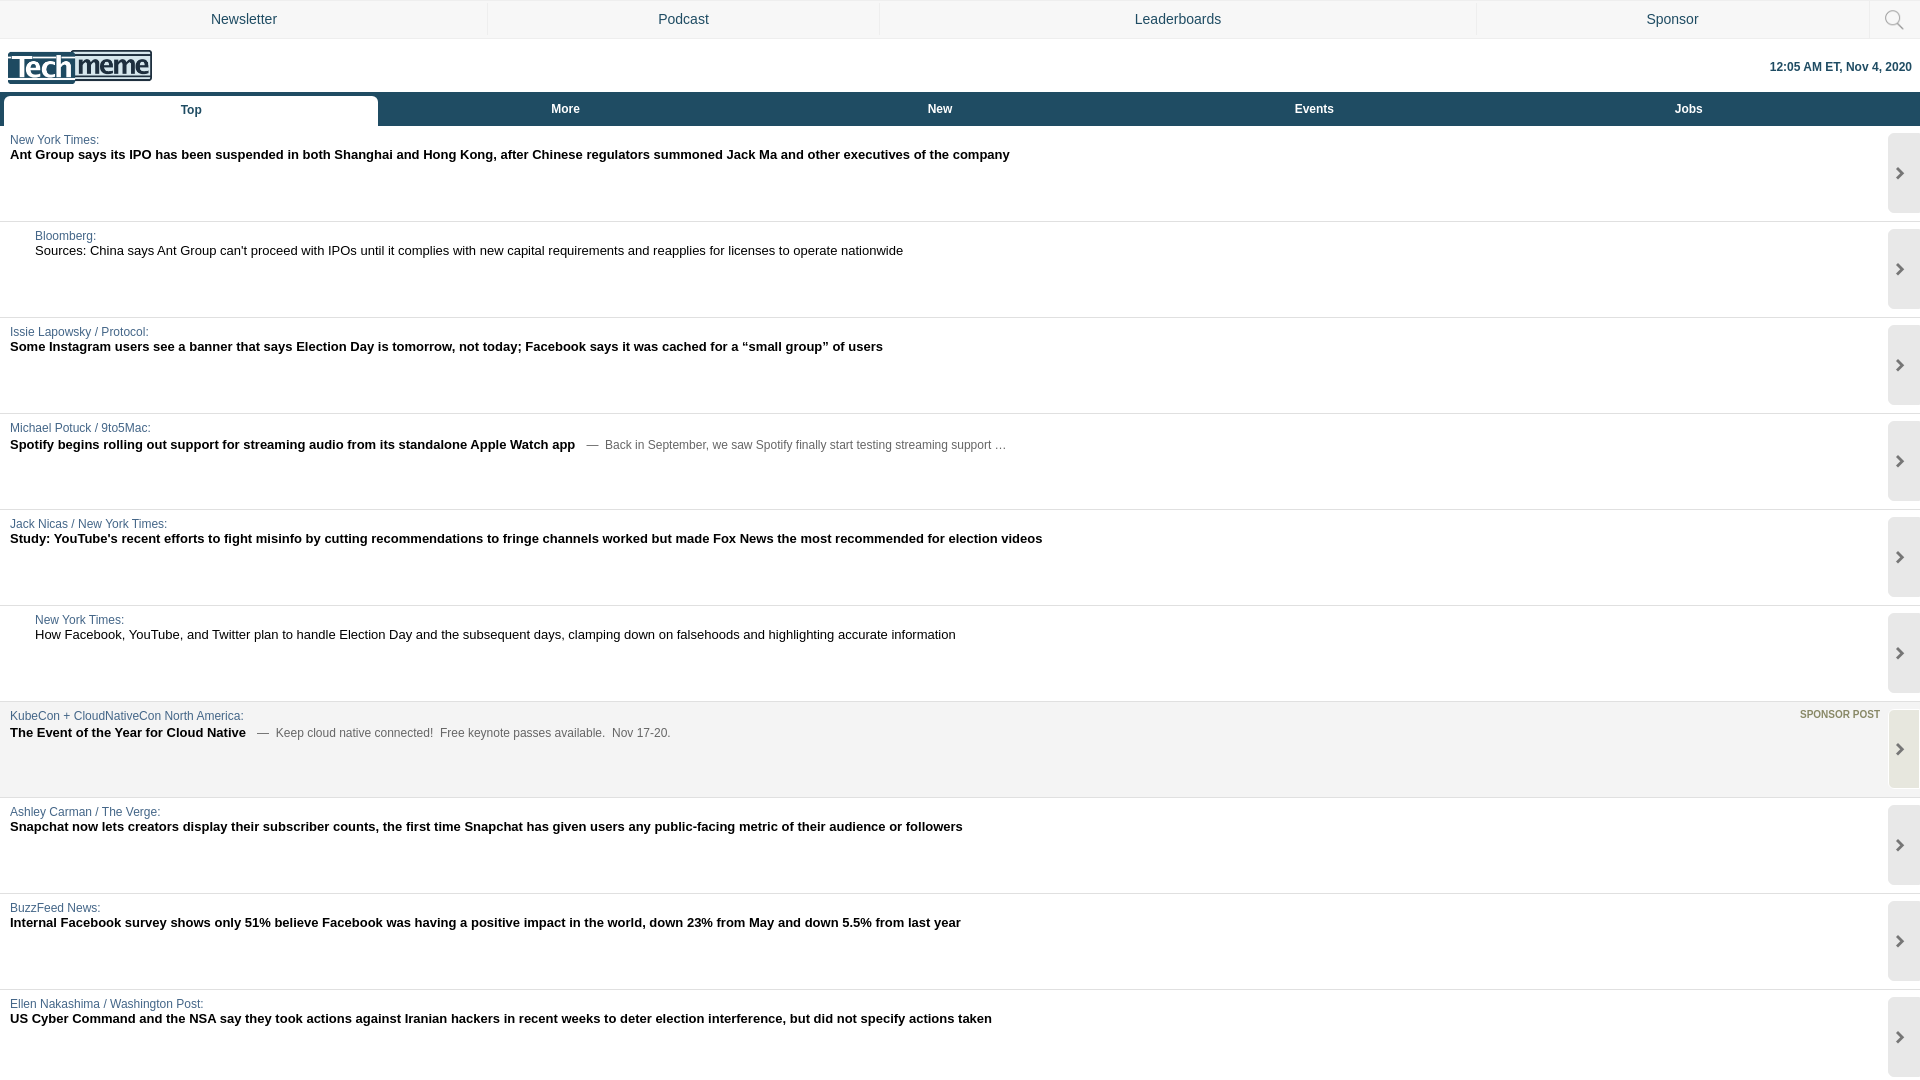 Newsletter
Podcast
Leaderboards
Sponsor
Techmeme
12:05 AM ET, Nov 4, 2020
Top
More
New
Events
Jobs
New York Times:
Ant Group says its IPO has been suspended in both Shanghai and Hong Kong, after Chinese regulators summoned Jack Ma and other executives of the company
Bloomberg:
Sources: China says Ant Group can't proceed with IPOs until it complies with new capital requirements and reapplies for licenses to operate nationwide
Issie Lapowsky / Protocol:
Some Instagram users see a banner that says Election Day is tomorrow, not today; Facebook says it was cached for a “small group” of users
Michael Potuck / 9to5Mac:
Spotify begins rolling out support for streaming audio from its standalone Apple Watch app — Back in September, we saw Spotify finally start testing streaming support …
Jack Nicas / New York Times:
Study: YouTube's recent efforts to fight misinfo by cutting recommendations to fringe channels worked but made Fox News the most recommended for election videos
New York Times:
How Facebook, YouTube, and Twitter plan to handle Election Day and the subsequent days, clamping down on falsehoods and highlighting accurate information
KubeCon + CloudNativeCon North America:
SPONSOR POST
The Event of the Year for Cloud Native — Keep cloud native connected! Free keynote passes available. Nov 17-20.
Ashley Carman / The Verge:
Snapchat now lets creators display their subscriber counts, the first time Snapchat has given users any public-facing metric of their audience or followers
BuzzFeed News:
Internal Facebook survey shows only 51% believe Facebook was having a positive impact in the world, down 23% from May and down 5.5% from last year
Ellen Nakashima / Washington Post:
US Cyber Command and the NSA say they took actions against Iranian hackers in recent weeks to deter election interference, but did not specify actions taken